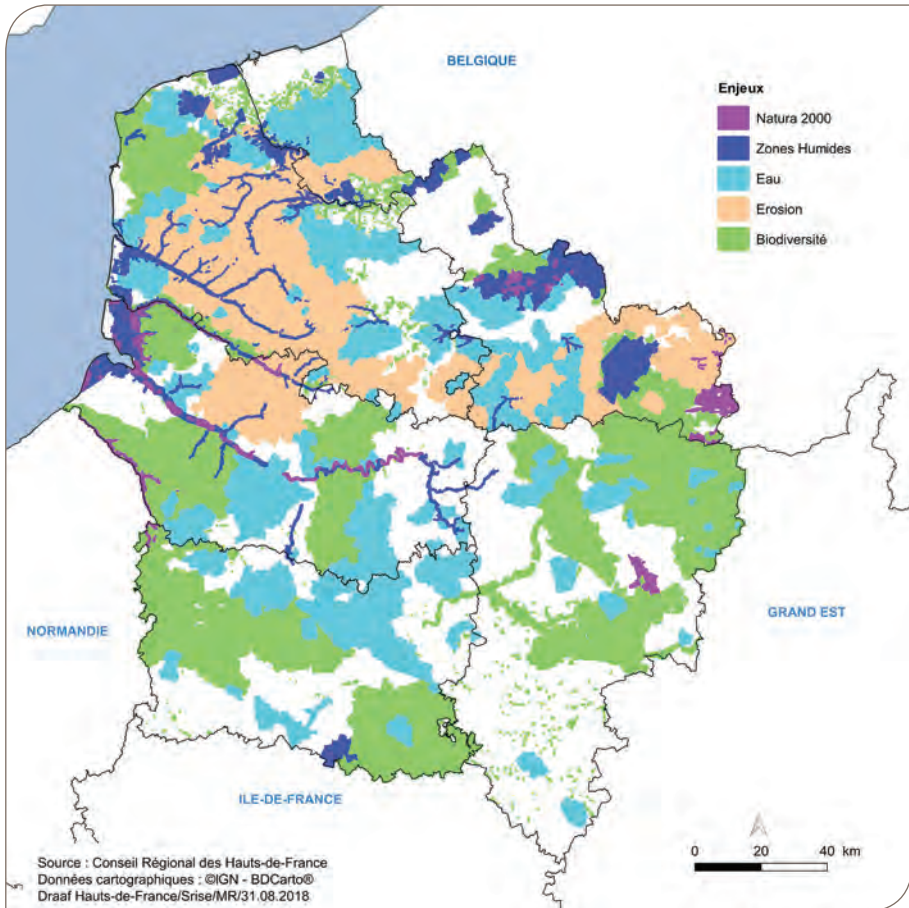 BELGIQUE
Enjeux
Natura 2000
Zones Humides
Eau
Erosion
Biodiversité
NORMANDIE
GRAND EST
ILE-DE-FRANCE
0 20 40 km
Source : Conseil Régional des Hauts-de-France
Données cartographiques : ©IGN - BDCarto®
Draaf Hauts-de-France/Srise/MR/31.08.2018